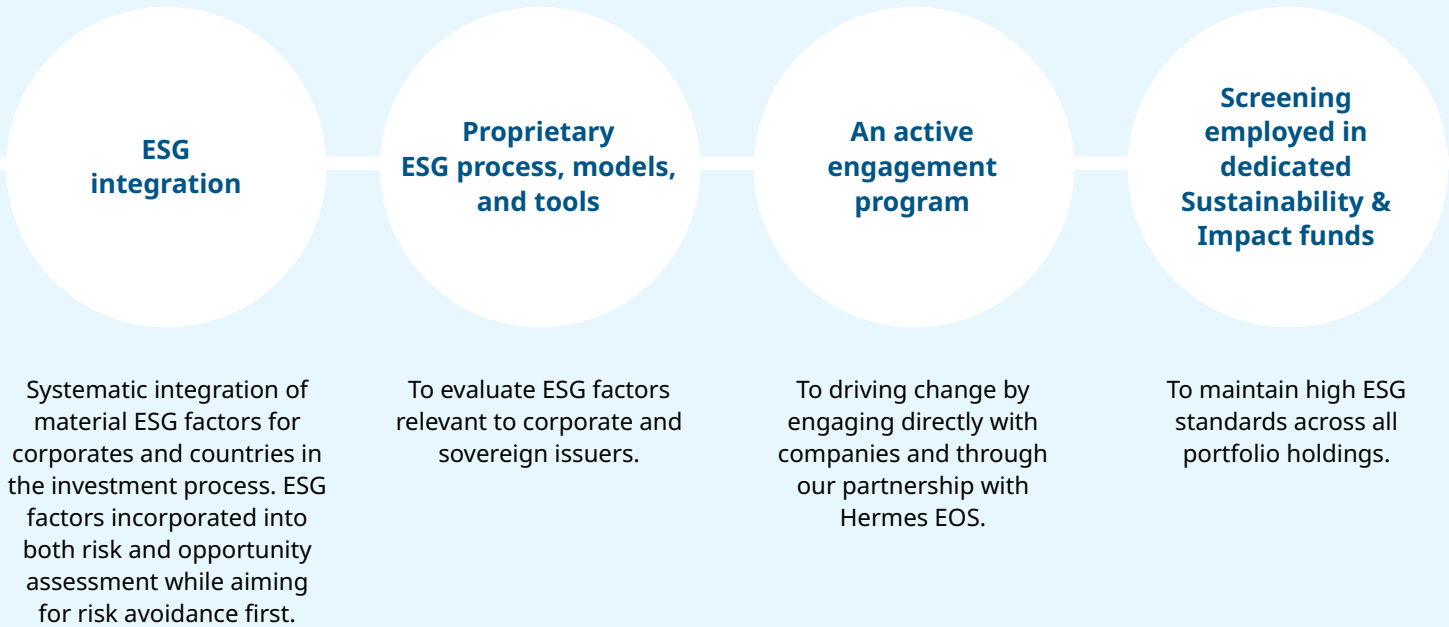 ESG
integration
Proprietary
ESG process, models,
and tools
An active
engagement
program
Screening
employed in
dedicated
Sustainability &
Impact funds
Systematic integration of
material ESG factors for
corporates and countries in
the investment process. ESG
factors incorporated into
both risk and opportunity
assessment while aiming
for risk avoidance first.
To evaluate ESG factors
relevant to corporate and
sovereign issuers.
To driving change by
engaging directly with
companies and through
our partnership with
Hermes EOS.
To maintain high ESG
standards across all
portfolio holdings.